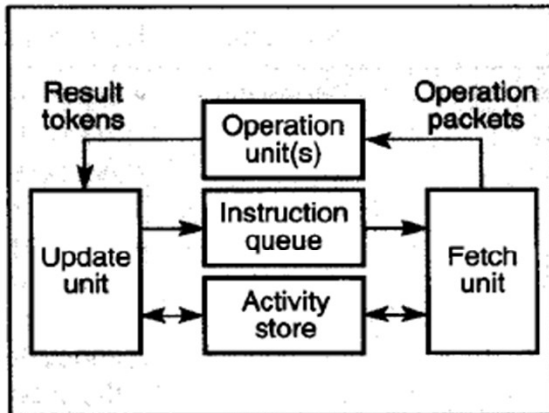 Result
tokens
Operation
unit(s)
Operation
packets
Update
unit
Instruction
queue
Fetch
unit
Activity
store